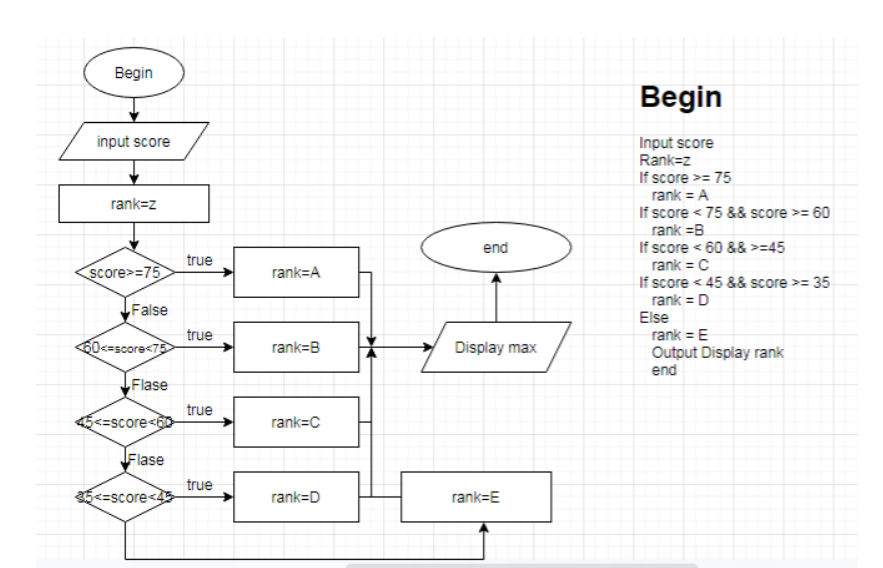 Begin
input score
rank=z
score>=75
true
rank=A
False
60<=score<75
true
rank=B
Flase
45<=score<60
true
rank=C
Flase
35<=score<45
true
rank=D
rank=E
Display max
end
Begin
Input score
Rank=z
If score >= 75
rank = A
If score < 75 && score >= 60
rank =B
If score < 60 && >=45
rank = C
If score < 45 && score >= 35
rank = D
Else
rank = E
Output Display rank
end